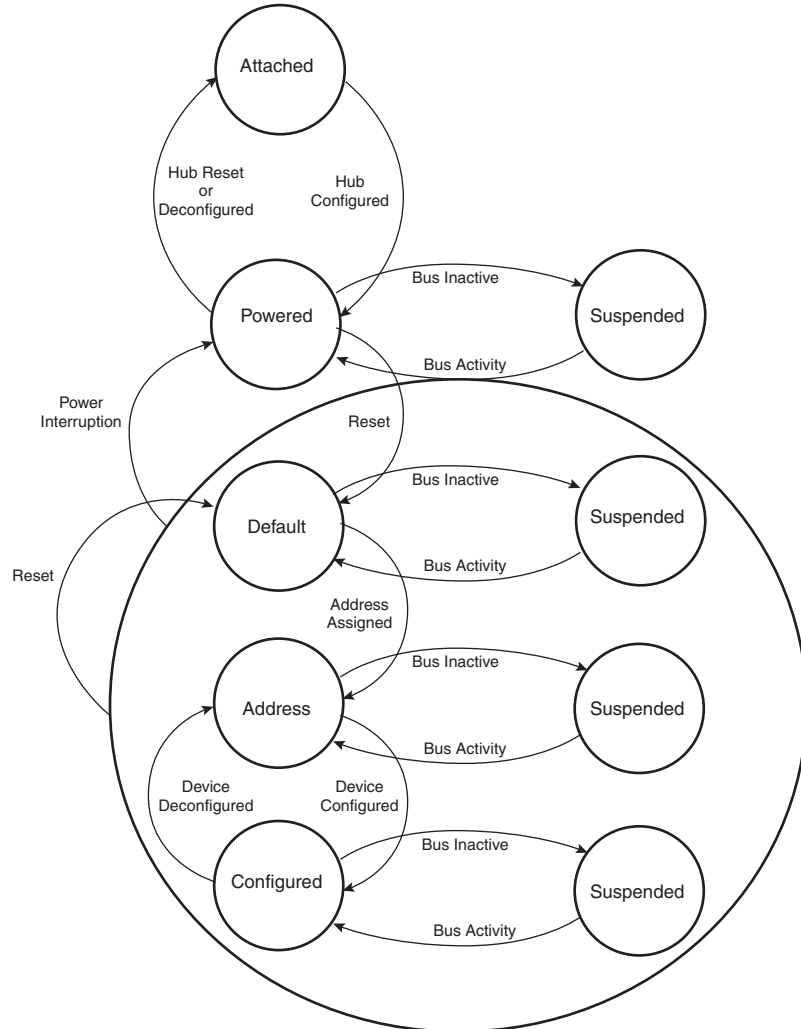 Attached
Hub Reset
or
Deconfigured
Hub
Configured
Powered
Bus Inactive
Suspended
Bus Activity
Power
Interruption
Reset
Default
Bus Inactive
Suspended
Bus Activity
Reset
Address
Assigned
Address
Bus Inactive
Suspended
Bus Activity
Device
Deconfigured
Device
Configured
Configured
Bus Inactive
Suspended
Bus Activity